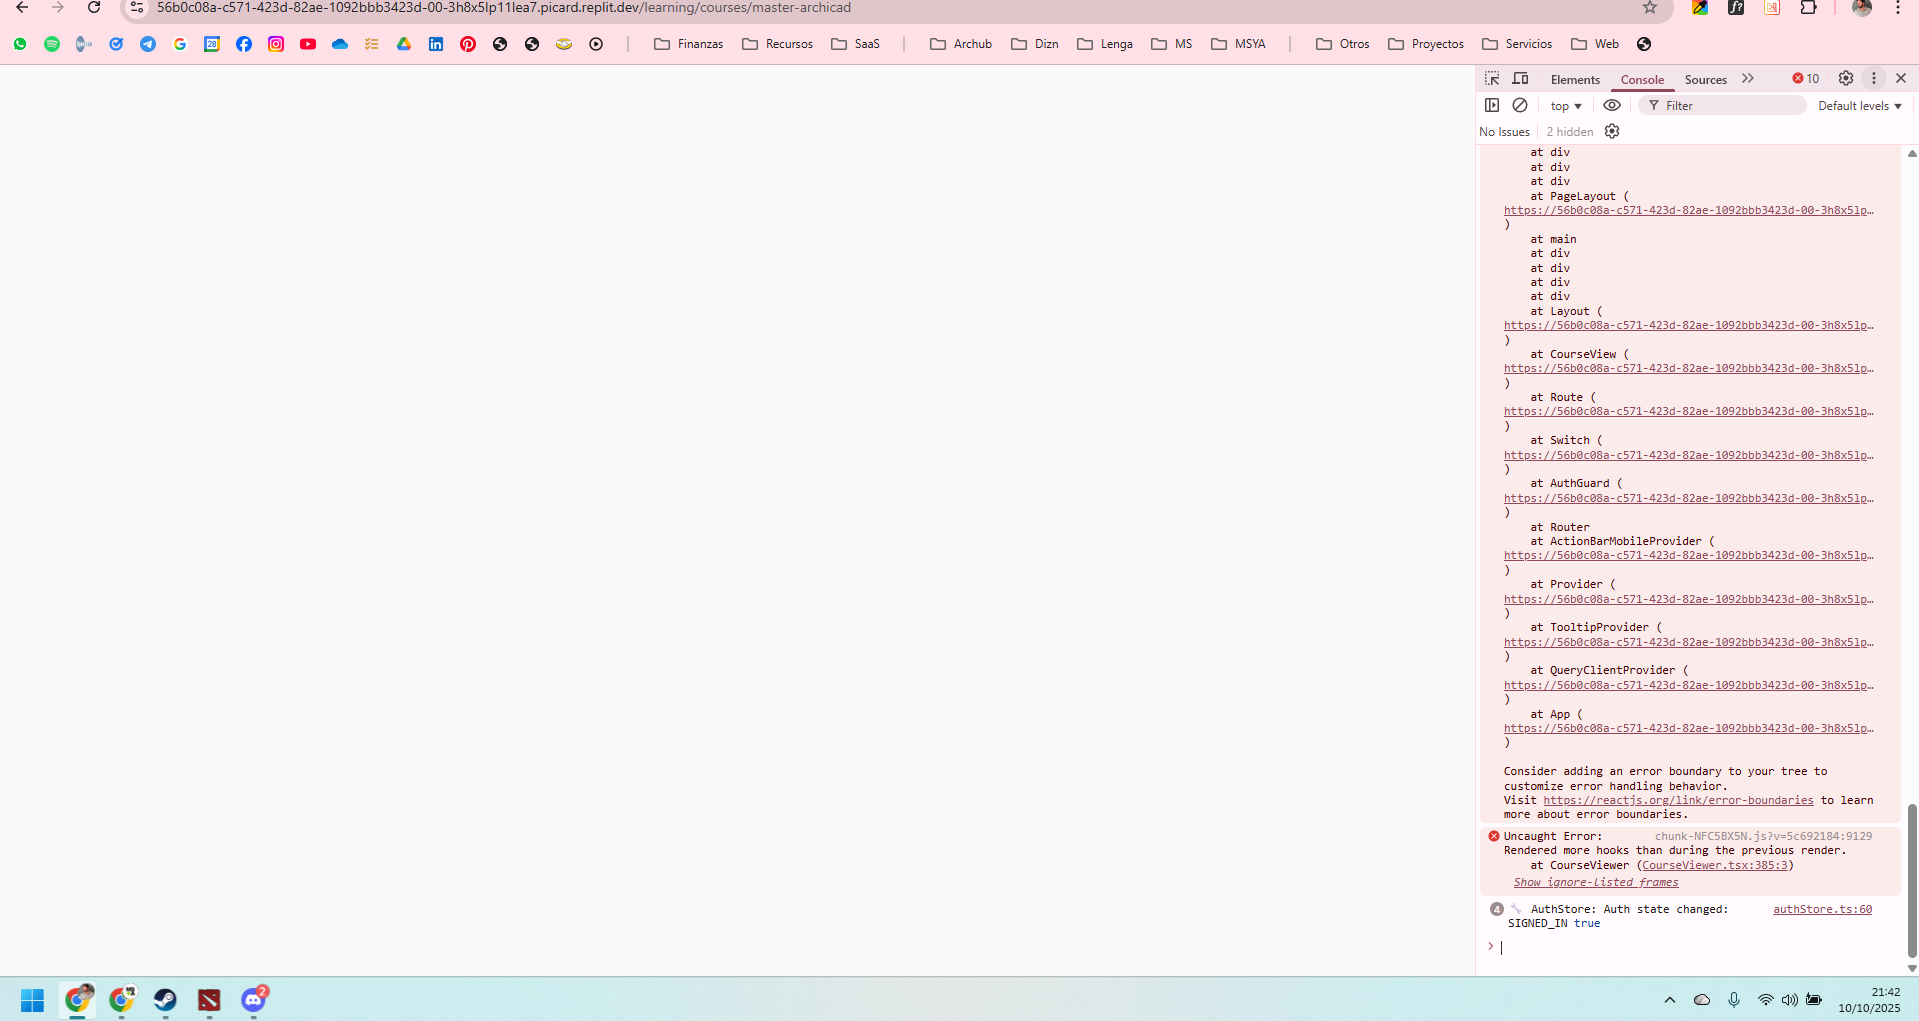 56b0c08a-c571-423d-82ae-1092bbb3423d-00-3h8x5lp11lea7.picard.replit.dev/learning/courses/master-archicad
28
Finanzas
Recursos
SaaS
Archub
Dizn
Lenga
MS
MSYA
Otros
Proyectos
Servicios
Web
Elements
Console
Sources
10
top
Filter
Default levels
No Issues
2 hidden
at div
at div
at div
at PageLayout (
https://56b0c08a-c571-423d-82ae-1092bbb3423d-00-3h8x5lp…
)
at main
at div
at div
at div
at div
at Layout (
https://56b0c08a-c571-423d-82ae-1092bbb3423d-00-3h8x5lp…
)
at CourseView (
https://56b0c08a-c571-423d-82ae-1092bbb3423d-00-3h8x5lp…
)
at Route (
https://56b0c08a-c571-423d-82ae-1092bbb3423d-00-3h8x5lp…
)
at Switch (
https://56b0c08a-c571-423d-82ae-1092bbb3423d-00-3h8x5lp…
)
at AuthGuard (
https://56b0c08a-c571-423d-82ae-1092bbb3423d-00-3h8x5lp…
)
at Router
at ActionBarMobileProvider (
https://56b0c08a-c571-423d-82ae-1092bbb3423d-00-3h8x5lp…
)
at Provider (
https://56b0c08a-c571-423d-82ae-1092bbb3423d-00-3h8x5lp…
)
at TooltipProvider (
https://56b0c08a-c571-423d-82ae-1092bbb3423d-00-3h8x5lp…
)
at QueryClientProvider (
https://56b0c08a-c571-423d-82ae-1092bbb3423d-00-3h8x5lp…
)
at App (
https://56b0c08a-c571-423d-82ae-1092bbb3423d-00-3h8x5lp…
)
Consider adding an error boundary to your tree to
customize error handling behavior.
Visit https://reactjs.org/link/error-boundaries to learn
more about error boundaries.
Uncaught Error: chunk-NFC5BX5N.js?v=5c692184:9129
Rendered more hooks than during the previous render.
at CourseViewer (CourseViewer.tsx:385:3)
Show ignore-listed frames
4 AuthStore: Auth state changed: authStore.ts:60
SIGNED_IN true
>
2
21:42
10/10/2025